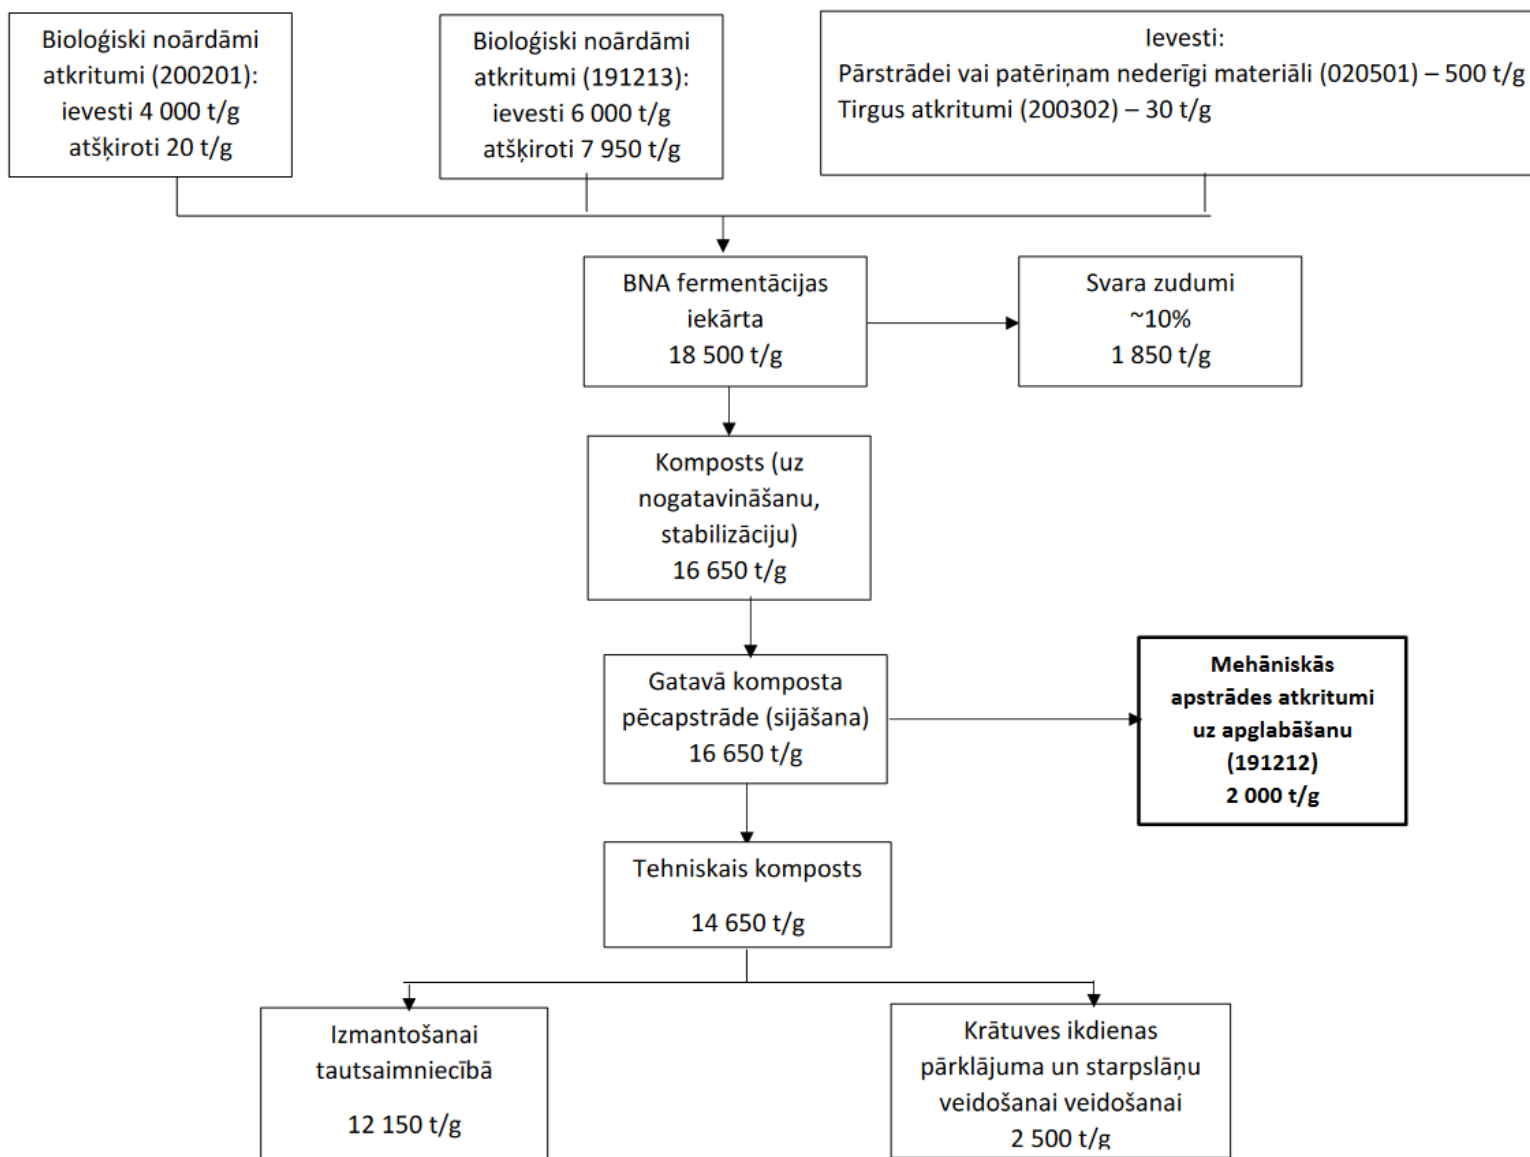 Bioloģiski noārdāmi
atkritumi (200201):
ievesti 4 000 t/g
atšķiroti 20 t/g
Bioloģiski noārdāmi
atkritumi (191213):
ievesti 6 000 t/g
atšķiroti 7 950 t/g
Ievesti:
Pārstrādei vai patēriņam nederīgi materiāli (020501) – 500 t/g
Tirgus atkritumi (200302) – 30 t/g
BNA fermentācijas
iekārta
18 500 t/g
Svara zudumi
~10%
1 850 t/g
Komposts (uz
nogatavināšanu,
stabilizāciju)
16 650 t/g
Gatavā komposta
pēcapstrāde (sijāšana)
16 650 t/g
Mehāniskās
apstrādes atkritumi
uz apglabāšanu
(191212)
2 000 t/g
Tehniskais komposts
14 650 t/g
Izmantošanai
tautsaimniecībā
12 150 t/g
Krātuves ikdienas
pārklājuma un starpslāņu
veidošanai veidošanai
2 500 t/g